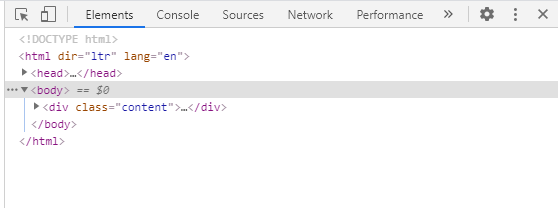 Elements Console Sources Network Performance »
<!DOCTYPE html>
<html dir="ltr" lang="en">
<head>…</head>
<body> == $0
<div class="content">…</div>
</body>
</html>